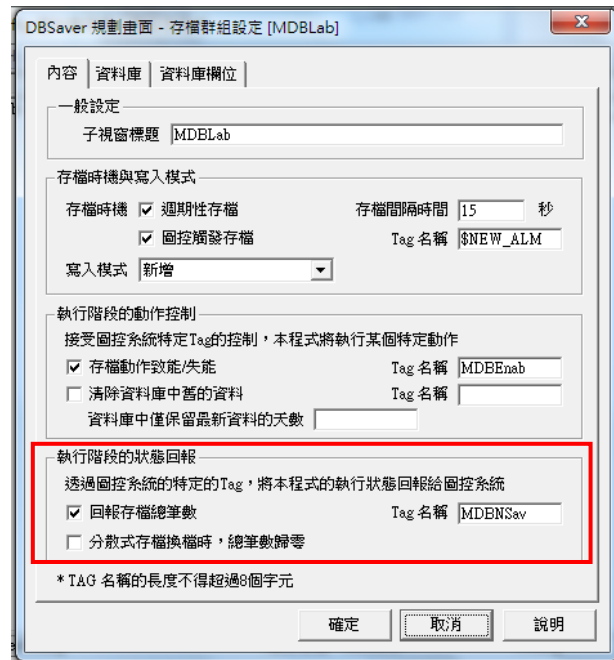 DBSaver 規劃畫面 - 存檔群組設定 [MDBLab]
內容 資料庫 資料庫欄位
一般設定
子視窗標題 MDBLab
存檔時機與寫入模式
存檔時機 週期性存檔 存檔間隔時間 15 秒
圖控觸發存檔 Tag 名稱 $NEW_ALM
寫入模式 新增
執行階段的動作控制
接受圖控系統特定Tag的控制，本程式將執行某個特定動作
存檔動作致能/失能 Tag 名稱 MDBEnab
清除資料庫中舊的資料 Tag 名稱
資料庫中僅保留最新資料的天數
執行階段的狀態回報
透過圖控系統的特定的Tag，將本程式的執行狀態回報給圖控系統
回報存檔總筆數 Tag 名稱 MDBNSav
分散式存檔換檔時，總筆數歸零
* TAG 名稱的長度不得超過8個字元
確定 取消 說明